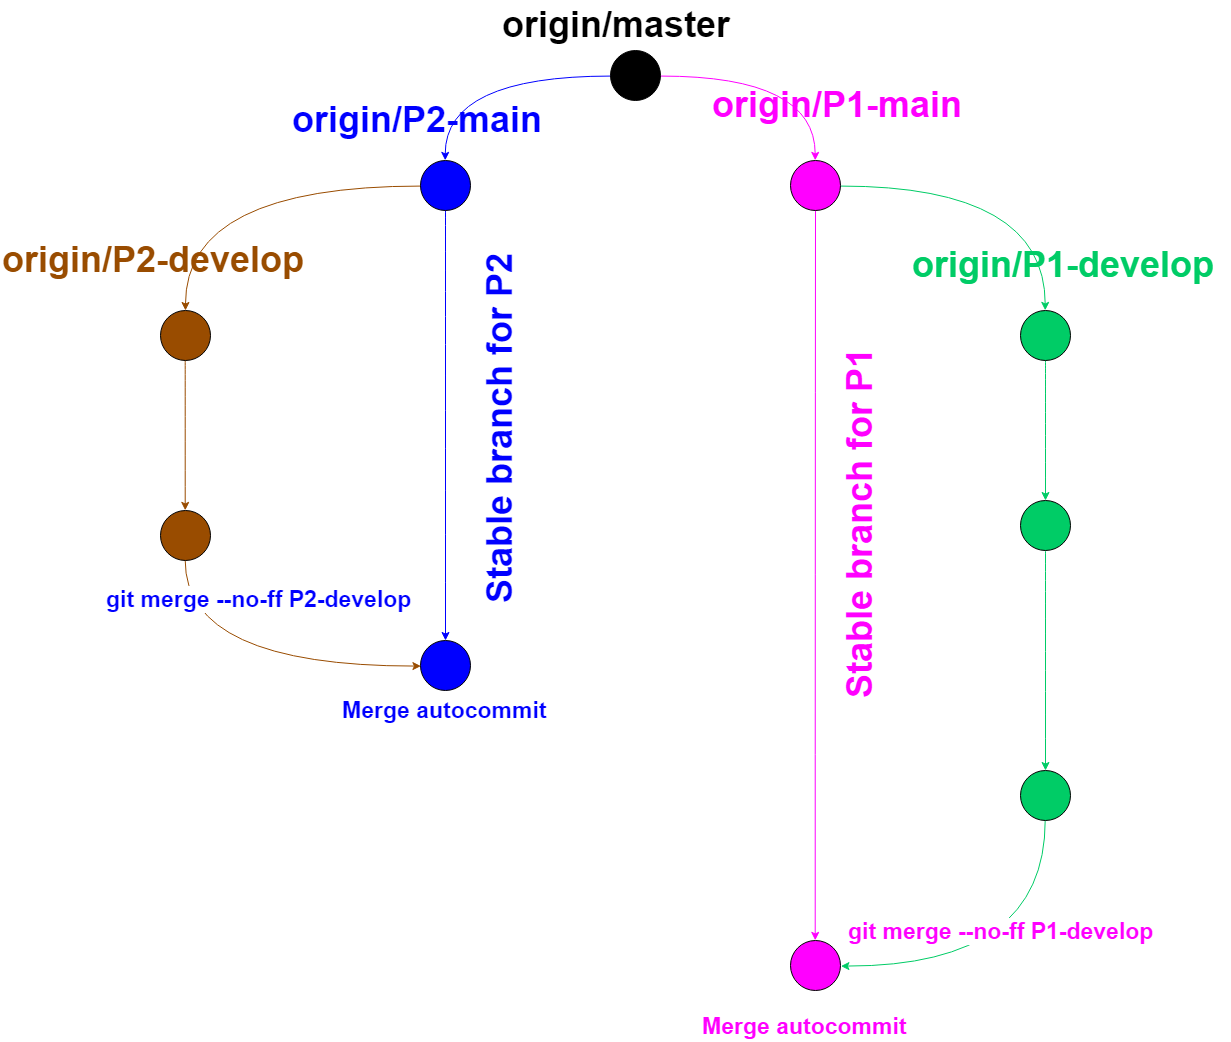 origin/master
origin/P2-main
origin/P1-main
origin/P2-develop
origin/P1-develop
Stable branch for P2
Stable branch for P1
git merge --no-ff P2-develop
Merge autocommit
git merge --no-ff P1-develop
Merge autocommit